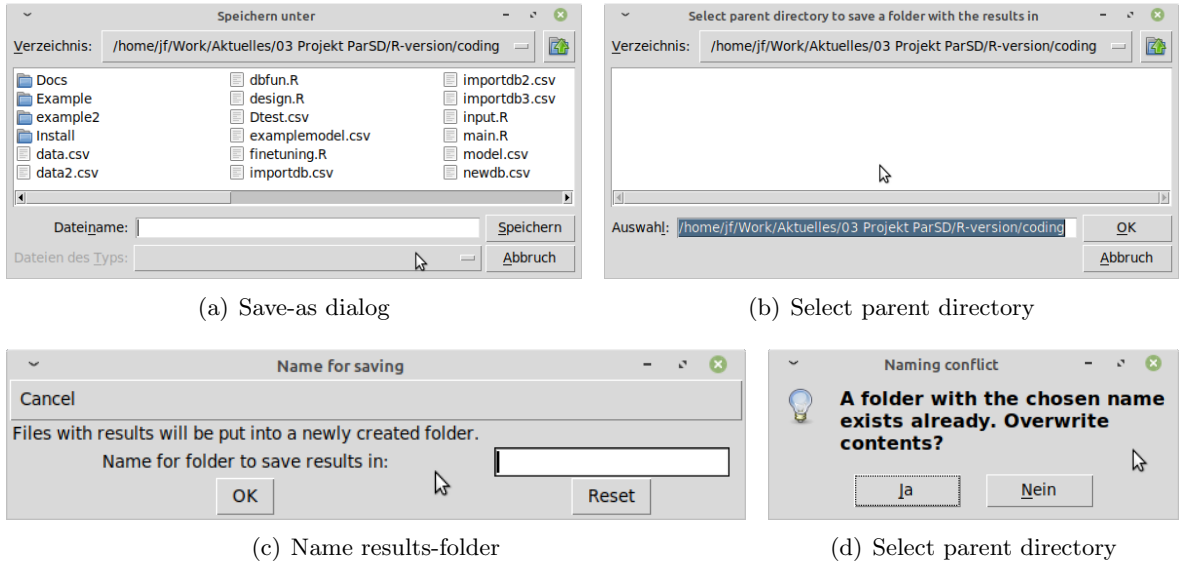 Speichern unter
Verzeichnis: /home/jf/Work/Aktuelles/03 Projekt ParSD/R-version/coding
Docs
Example
example2
Install
data.csv
data2.csv
dbfun.R
design.R
Dtest.csv
examplemodel.csv
finetuning.R
importdb.csv
importdb2.csv
importdb3.csv
input.R
main.R
model.csv
newdb.csv
Dateiname:
Speichern
Dateien des Typs:
Abbruch
(a) Save-as dialog
Select parent directory to save a folder with the results in
Verzeichnis: /home/jf/Work/Aktuelles/03 Projekt ParSD/R-version/coding
Auswahl: /home/jf/Work/Aktuelles/03 Projekt ParSD/R-version/coding
OK
Abbruch
(b) Select parent directory
Name for saving
Cancel
Files with results will be put into a newly created folder.
Name for folder to save results in:
OK
Reset
(c) Name results-folder
Naming conflict
A folder with the chosen name
exists already. Overwrite
contents?
Ja
Nein
(d) Select parent directory